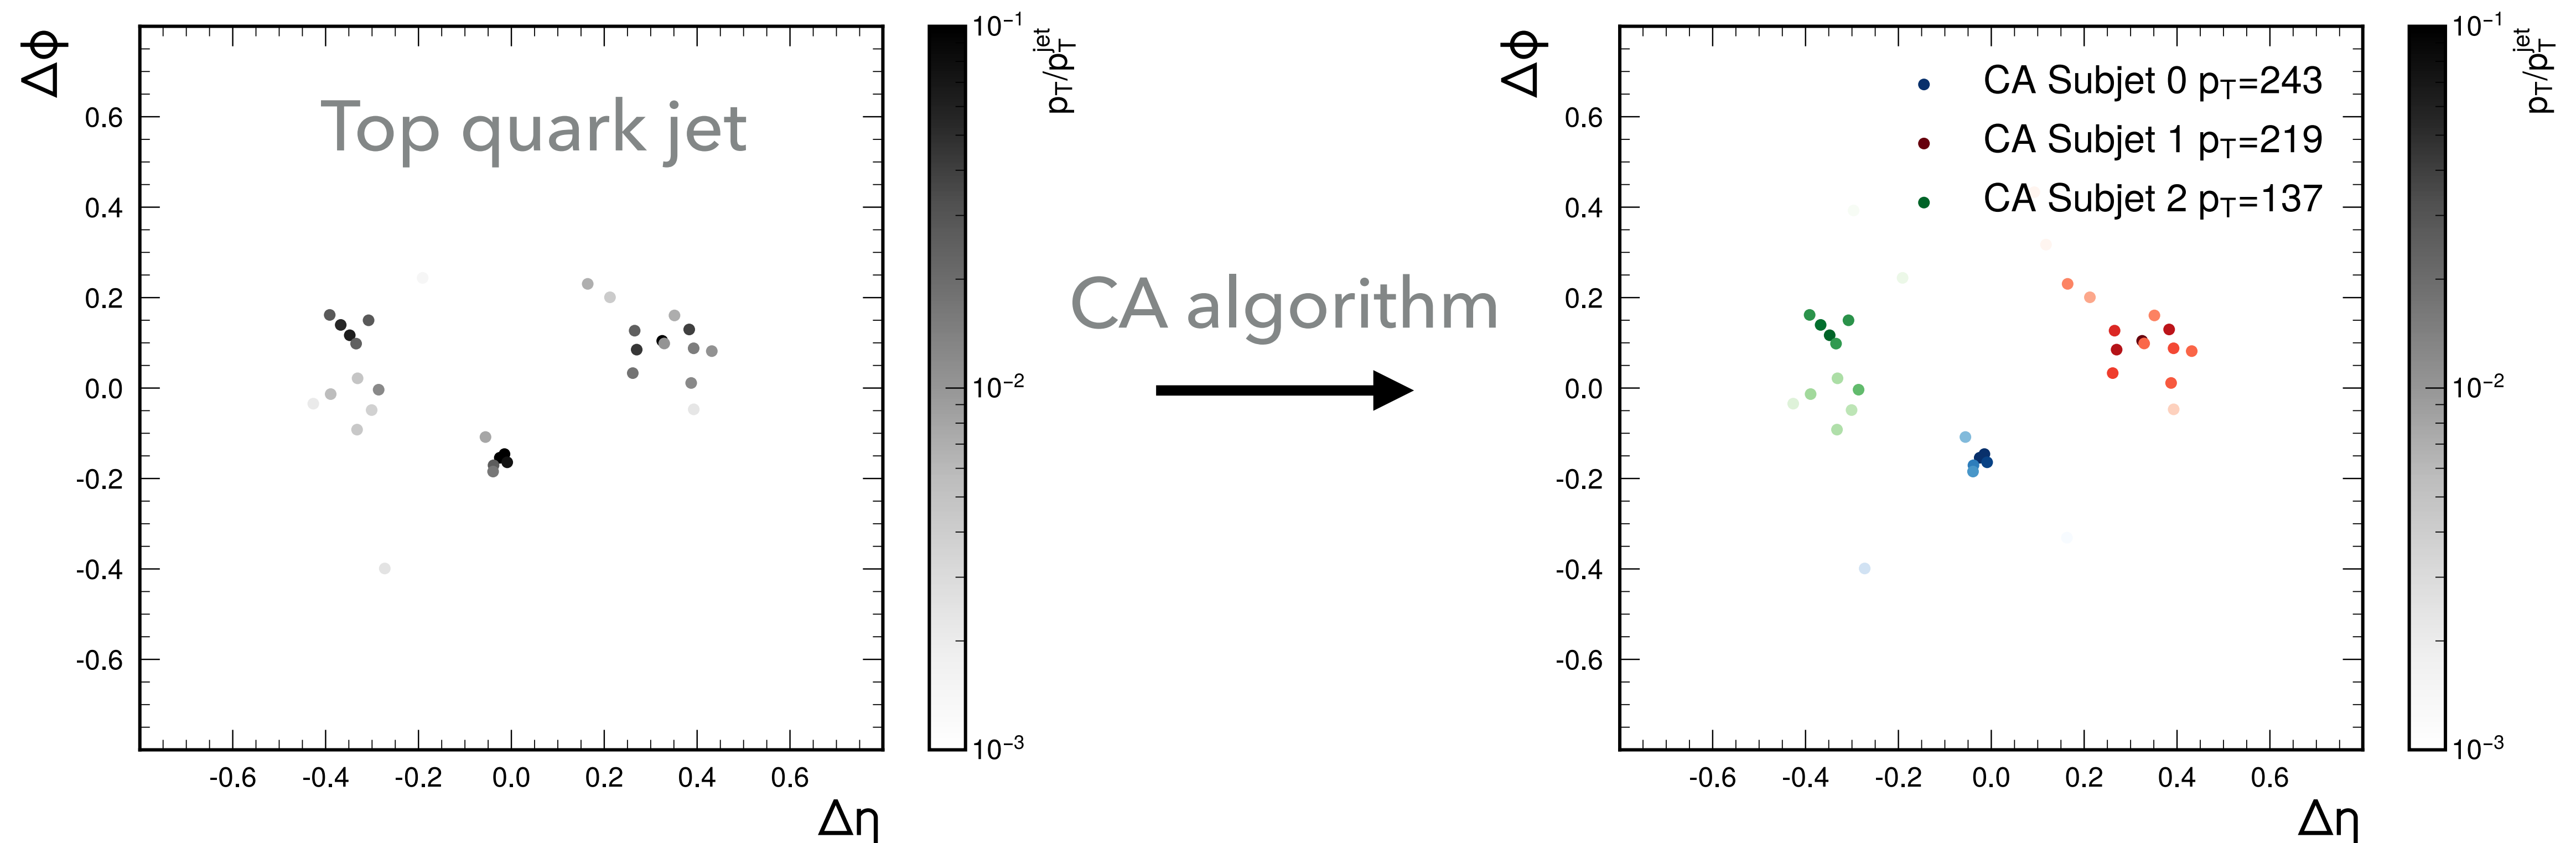 Δφ
Top quark jet
0.6
0.4
0.2
0.0
-0.2
-0.4
-0.6
-0.6 -0.4 -0.2 0.0 0.2 0.4 0.6
Δη
10⁻¹
10⁻²
10⁻³
p_T/p_T^jet
CA algorithm
Δφ
CA Subjet 0 p_T=243
CA Subjet 1 p_T=219
CA Subjet 2 p_T=137
0.6
0.4
0.2
0.0
-0.2
-0.4
-0.6
-0.6 -0.4 -0.2 0.0 0.2 0.4 0.6
Δη
10⁻¹
10⁻²
10⁻³
p_T/p_T^jet